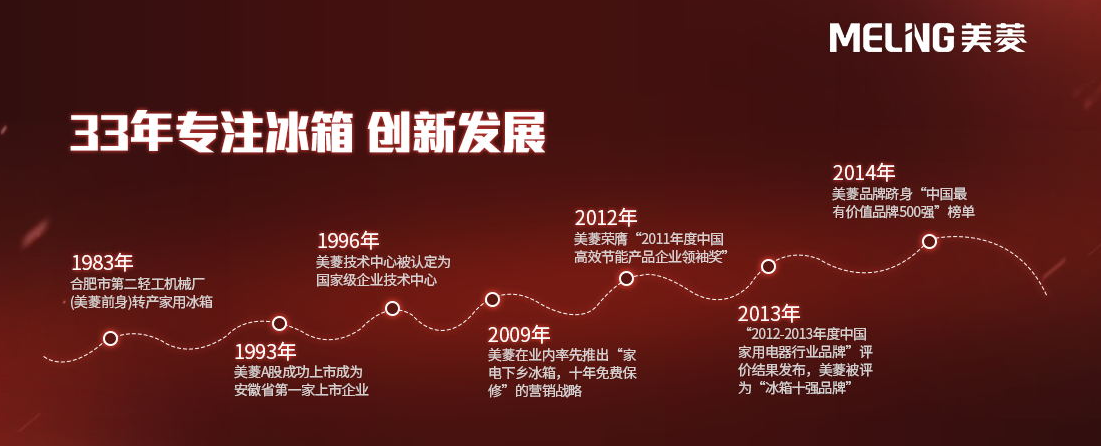 MELING美菱
33年专注冰箱 创新发展
1983年
合肥市第二轻工机械厂
(美菱前身)转产家用冰箱
1993年
美菱A股成功上市成为
安徽省第一家上市企业
1996年
美菱技术中心被认定为
国家级企业技术中心
2009年
美菱在业内率先推出“家
电下乡冰箱，十年免费保
修”的营销战略
2012年
美菱荣膺“2011年度中国
高效节能产品企业领袖奖”
2013年
“2012-2013年度中国
家用电器行业品牌”评
价结果发布，美菱被评
为“冰箱十强品牌”
2014年
美菱品牌跻身“中国最
有价值品牌500强”榜单